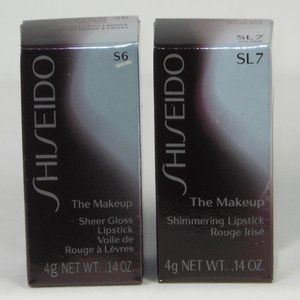 S6
SHISEIDO
The Makeup
Sheer Gloss
Lipstick
Voile de
Rouge à Lèvres
4g NET WT. .14 OZ.
SL7
SL7
SHISEIDO
The Makeup
Shimmering Lipstick
Rouge Irisé
4g NET WT. .14 OZ.